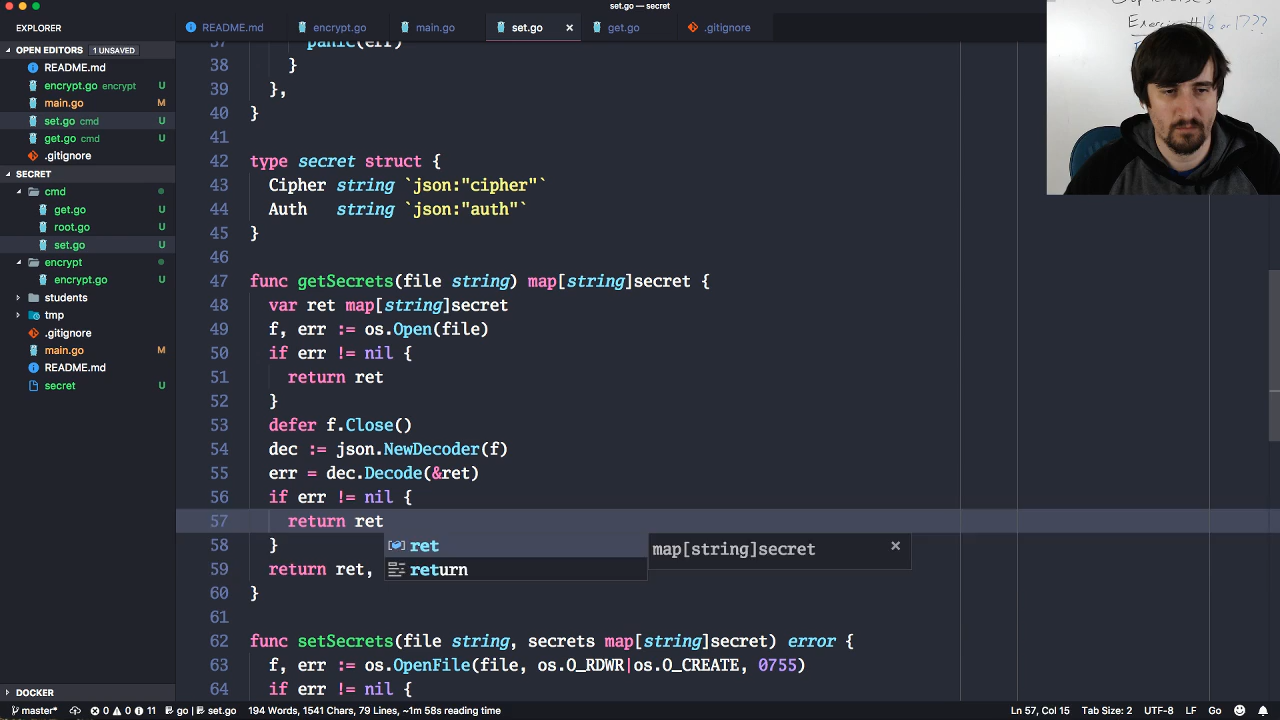 set.go — secret
EXPLORER
README.md encrypt.go main.go set.go × get.go .gitignore
OPEN EDITORS 1 UNSAVED
README.md
encrypt.go encrypt U
main.go M
set.go cmd U
get.go cmd U
.gitignore
SECRET
cmd
get.go U
root.go U
set.go U
encrypt
encrypt.go U
students
tmp
.gitignore
main.go M
README.md
secret U
DOCKER
37 panic(err)
38 }
39 },
40 }
41
42 type secret struct {
43 Cipher string `json:"cipher"`
44 Auth string `json:"auth"`
45 }
46
47 func getSecrets(file string) map[string]secret {
48 var ret map[string]secret
49 f, err := os.Open(file)
50 if err != nil {
51 return ret
52 }
53 defer f.Close()
54 dec := json.NewDecoder(f)
55 err = dec.Decode(&ret)
56 if err != nil {
57 return ret
58 }
59 return ret,
60 }
61
62 func setSecrets(file string, secrets map[string]secret) error {
63 f, err := os.OpenFile(file, os.O_RDWR|os.O_CREATE, 0755)
64 if err != nil {
ret
return
map[string]secret ×
#16 or 17???
master* 0 0 11 go | set.go 194 Words, 1541 Chars, 79 Lines, ~1m 58s reading time Ln 57, Col 15 Tab Size: 2 UTF-8 LF Go